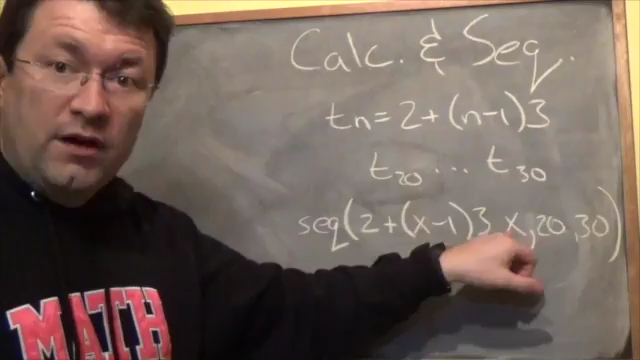 Calc. & Seq.
tn = 2 + (n-1)3
t20 ... t30
seq(2 + (x-1)3, x, 20, 30)
MATH